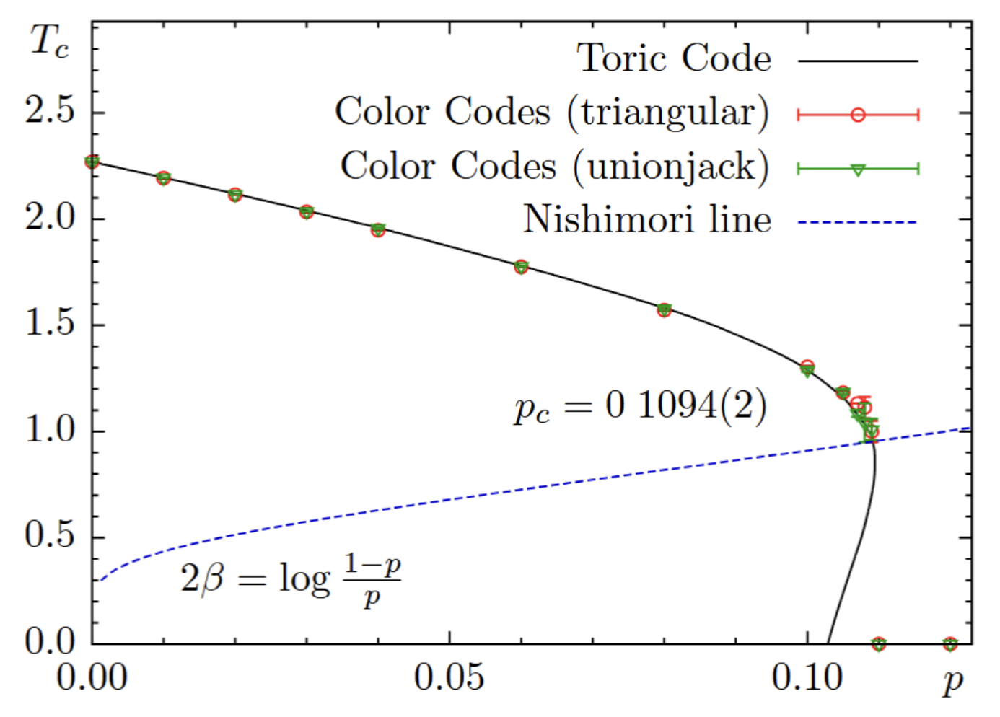 T_c
2.5
2.0
1.5
1.0
0.5
0.0
0.00
0.05
0.10
p
Toric Code
Color Codes (triangular)
Color Codes (unionjack)
Nishimori line
p_c = 0 1094(2)
2β = log \frac{1−p}{p}